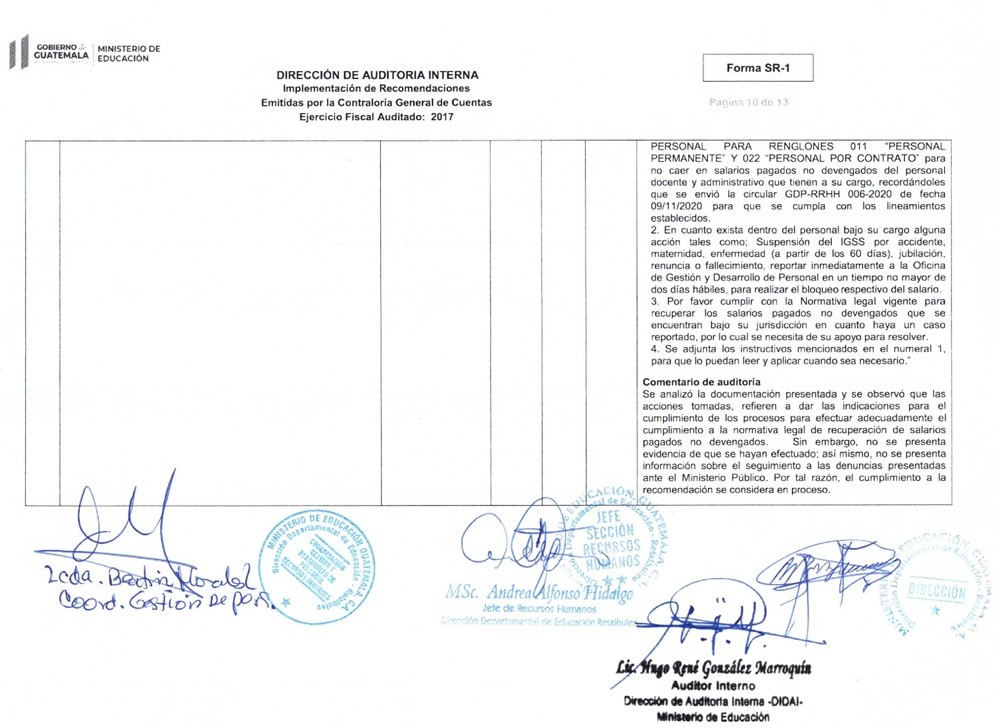 GOBIERNO de
GUATEMALA
MINISTERIO DE
EDUCACIÓN
DIRECCIÓN DE AUDITORIA INTERNA
Implementación de Recomendaciones
Emitidas por la Contraloría General de Cuentas
Ejercicio Fiscal Auditado: 2017
Forma SR-1
Página 10 de 13
PERSONAL PARA RENGLONES 011 “PERSONAL
PERMANENTE” Y 022 “PERSONAL POR CONTRATO” para
no caer en salarios pagados no devengados del personal
docente y administrativo que tienen a su cargo, recordándoles
que se envió la circular GDP-RRHH 006-2020 de fecha
09/11/2020 para que se cumpla con los lineamientos
establecidos.
2. En cuanto exista dentro del personal bajo su cargo alguna
acción tales como; Suspensión del IGSS por accidente,
maternidad, enfermedad (a partir de los 60 días), jubilación,
renuncia o fallecimiento, reportar inmediatamente a la Oficina
de Gestión y Desarrollo de Personal en un tiempo no mayor de
dos días hábiles, para realizar el bloqueo respectivo del salario.
3. Por favor cumplir con la Normativa legal vigente para
recuperar los salarios pagados no devengados que se
encuentran bajo su jurisdicción en cuanto haya un caso
reportado, por lo cual se necesita de su apoyo para resolver.
4. Se adjunta los instructivos mencionados en el numeral 1,
para que lo puedan leer y aplicar cuando sea necesario.”
Comentario de auditoría
Se analizó la documentación presentada y se observó que las
acciones tomadas, refieren a dar las indicaciones para el
cumplimiento de los procesos para efectuar adecuadamente el
cumplimiento a la normativa legal de recuperación de salarios
pagados no devengados. Sin embargo, no se presenta
evidencia de que se hayan efectuado; así mismo, no se presenta
información sobre el seguimiento a las denuncias presentadas
ante el Ministerio Público. Por tal razón, el cumplimiento a la
recomendación se considera en proceso.
Lcda. Beatriz Morales
Coord. Gestión De Pers.
MINISTERIO DE EDUCACIÓN GUATEMALA, C.A.
Dirección Departamental de Educación
Retalhuleu
JEFE
SECCIÓN
RECURSOS
HUMANOS
MSc. Andrea Alfonso Hidalgo
Jefe de Recursos Humanos
Dirección Departamental de Educación Retalhule
DIRECCIÓN
Lic. Hugo René González Marroquín
Auditor Interno
Dirección de Auditoría Interna -DIDAI-
Ministerio de Educación